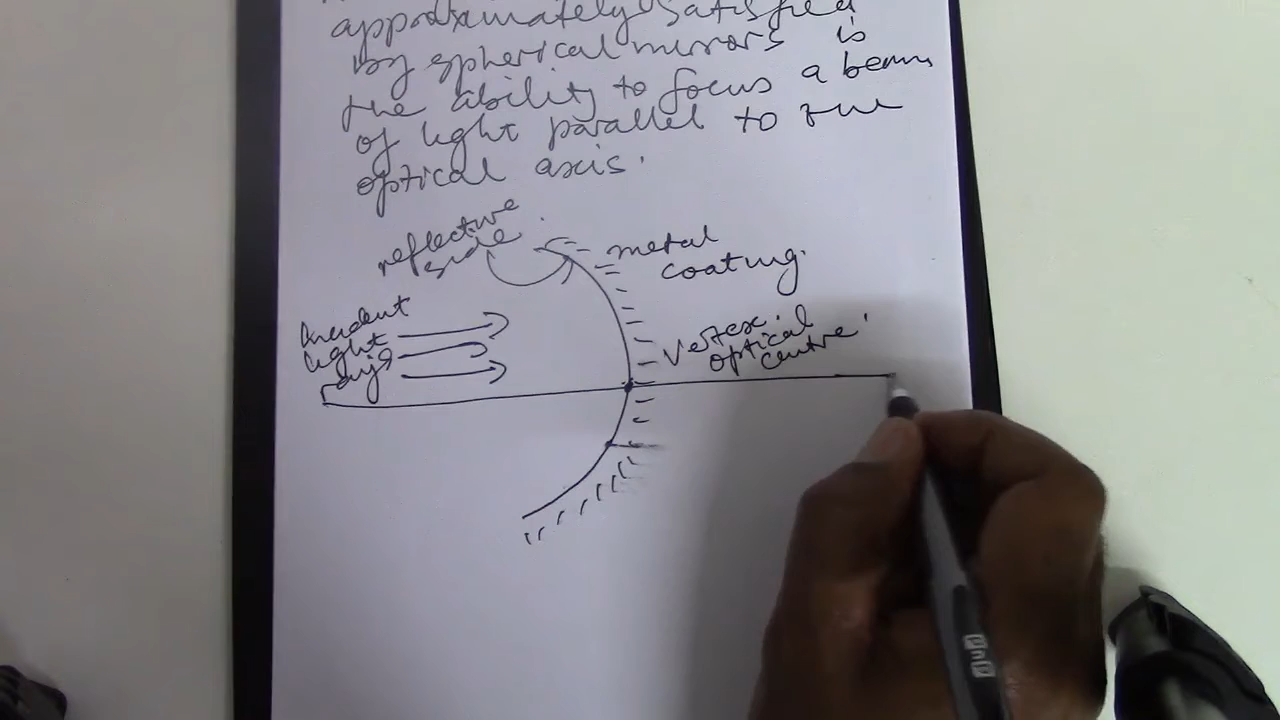 approximately satisfied
by spherical mirrors is
the ability to focus a beam
of light parallel to the
optical axis.
reflective
side
metal
coating.
Incident
light
rays
Vertex.
optical
centre